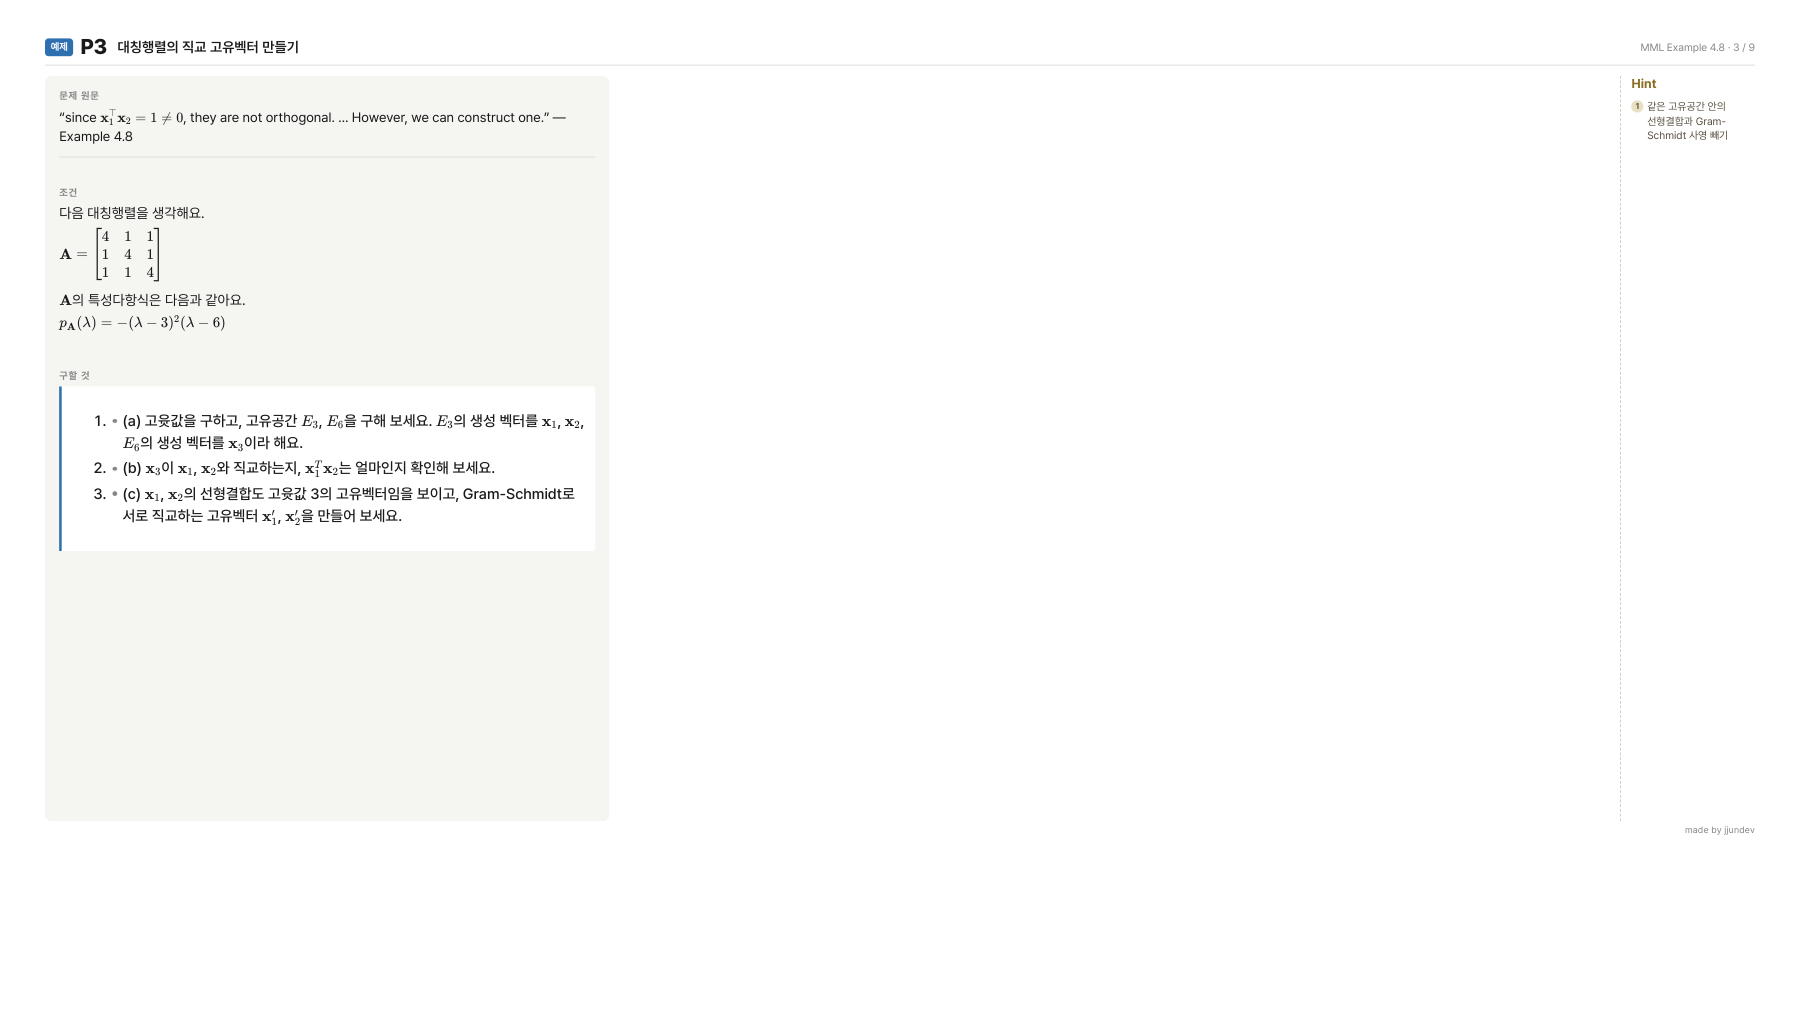 예제 P3 대칭행렬의 직교 고유벡터 만들기
MML Example 4.8 · 3 / 9
문제 원문
“since x₁⊤x₂ = 1 ≠ 0, they are not orthogonal. ... However, we can construct one.” —
Example 4.8
조건
다음 대칭행렬을 생각해요.
A = [4 1 1
1 4 1
1 1 4]
A의 특성다항식은 다음과 같아요.
p_A(λ) = −(λ − 3)²(λ − 6)
구할 것
1. • (a) 고윳값을 구하고, 고유공간 E₃, E₆을 구해 보세요. E₃의 생성 벡터를 x₁, x₂,
E₆의 생성 벡터를 x₃이라 해요.
2. • (b) x₃이 x₁, x₂와 직교하는지, x₁ᵀx₂는 얼마인지 확인해 보세요.
3. • (c) x₁, x₂의 선형결합도 고윳값 3의 고유벡터임을 보이고, Gram-Schmidt로
서로 직교하는 고유벡터 x₁′, x₂′을 만들어 보세요.
Hint
1 같은 고유공간 안의
선형결합과 Gram-
Schmidt 사영 빼기
made by jjundev